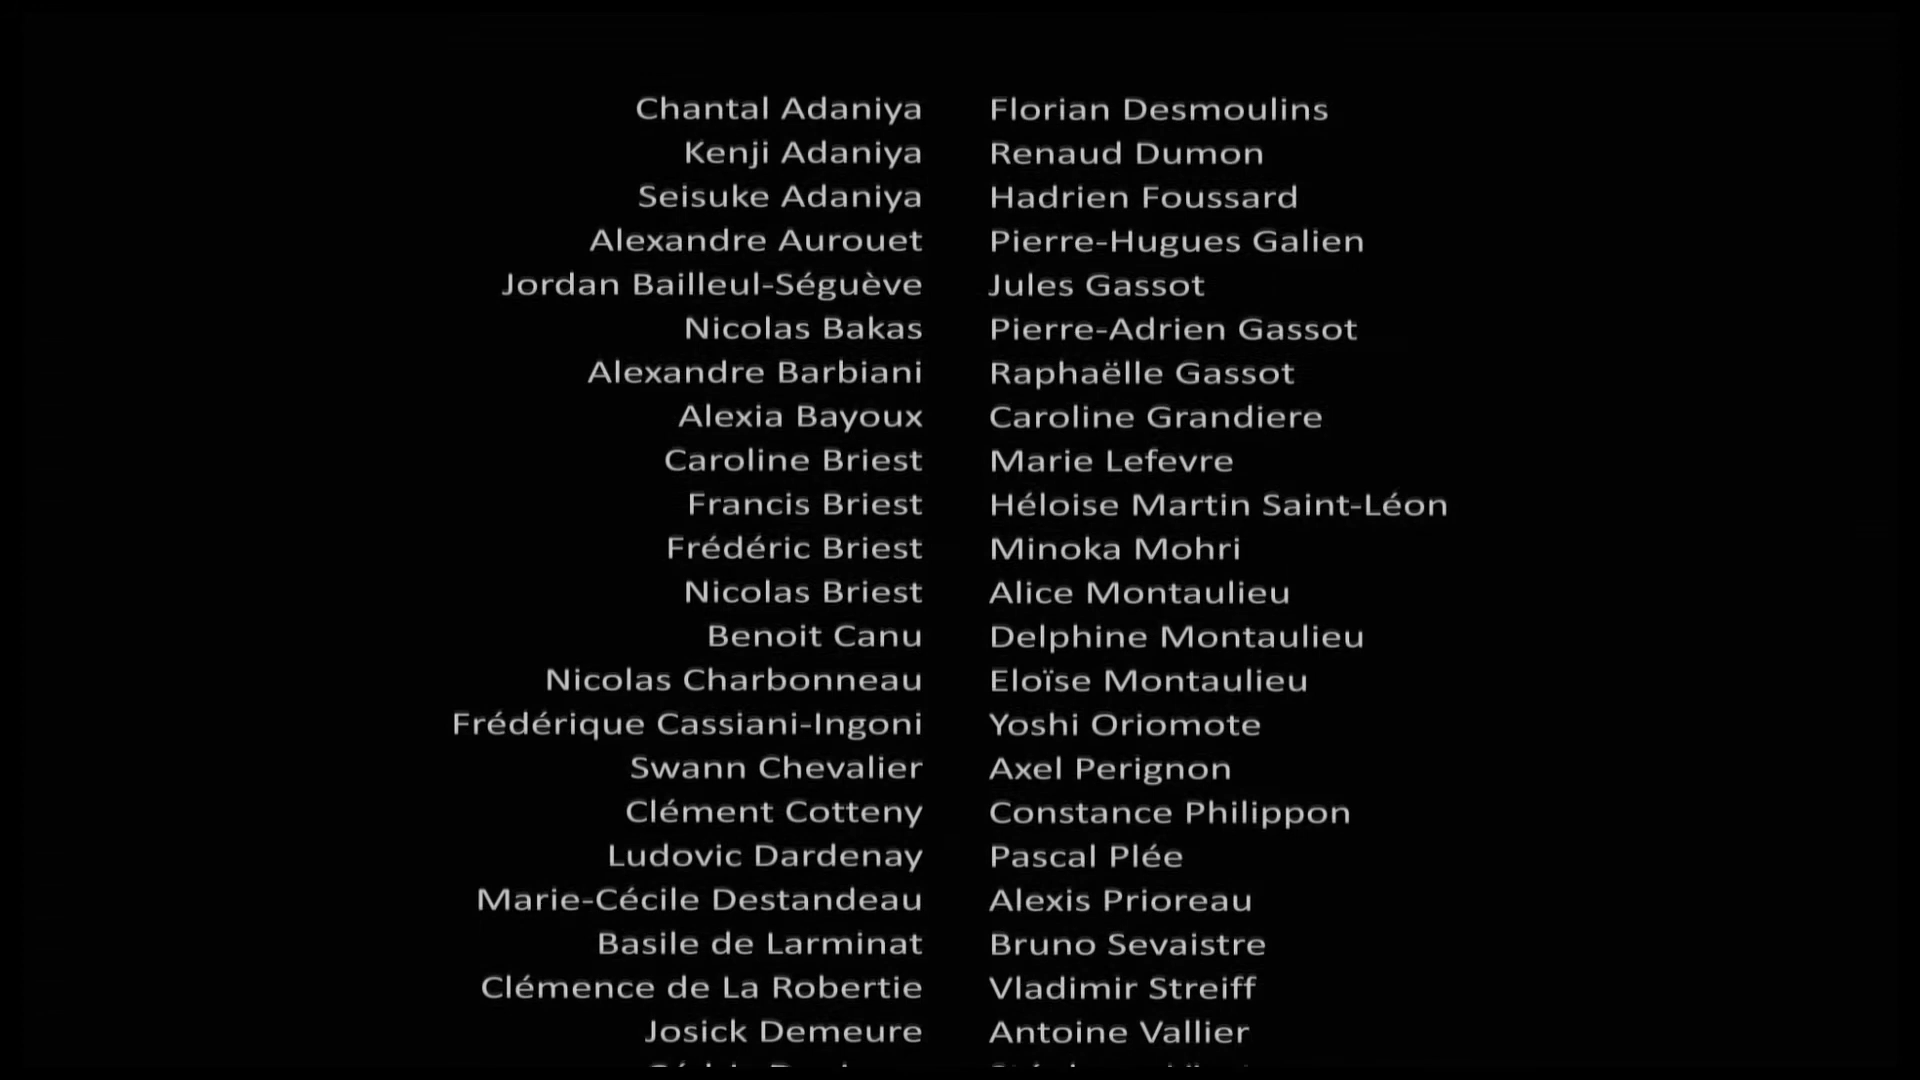 Chantal Adaniya Florian Desmoulins
Kenji Adaniya Renaud Dumon
Seisuke Adaniya Hadrien Foussard
Alexandre Aurouet Pierre-Hugues Galien
Jordan Bailleul-Séguève Jules Gassot
Nicolas Bakas Pierre-Adrien Gassot
Alexandre Barbiani Raphaëlle Gassot
Alexia Bayoux Caroline Grandiere
Caroline Briest Marie Lefevre
Francis Briest Héloise Martin Saint-Léon
Frédéric Briest Minoka Mohri
Nicolas Briest Alice Montaulieu
Benoit Canu Delphine Montaulieu
Nicolas Charbonneau Eloïse Montaulieu
Frédérique Cassiani-Ingoni Yoshi Oriomote
Swann Chevalier Axel Perignon
Clément Cotteny Constance Philippon
Ludovic Dardenay Pascal Plée
Marie-Cécile Destandeau Alexis Prioreau
Basile de Larminat Bruno Sevaistre
Clémence de La Robertie Vladimir Streiff
Josick Demeure Antoine Vallier